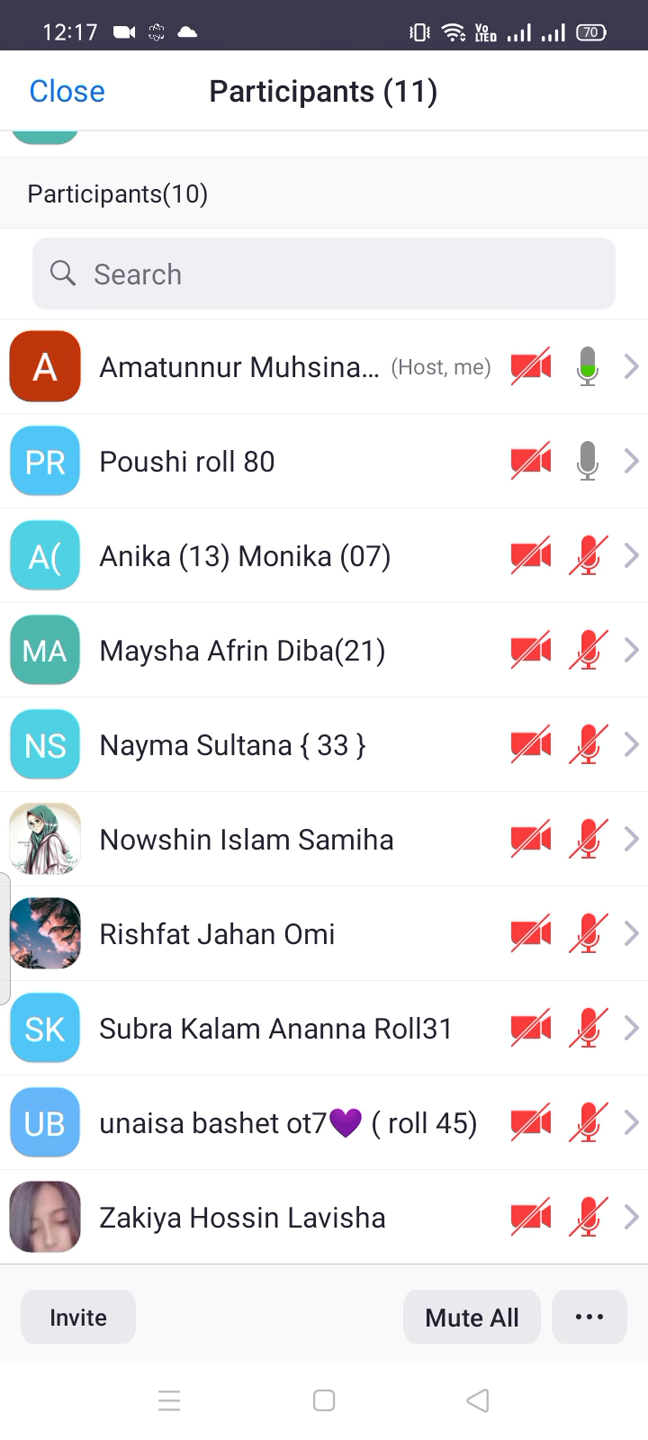 12:17 Vo LTED 70
Close Participants (11)
Participants(10)
Search
A Amatunnur Muhsina... (Host, me)
PR Poushi roll 80
A( Anika (13) Monika (07)
MA Maysha Afrin Diba(21)
NS Nayma Sultana { 33 }
Nowshin Islam Samiha
Rishfat Jahan Omi
SK Subra Kalam Ananna Roll31
UB unaisa bashet ot7💜 ( roll 45)
Zakiya Hossin Lavisha
Invite Mute All ...